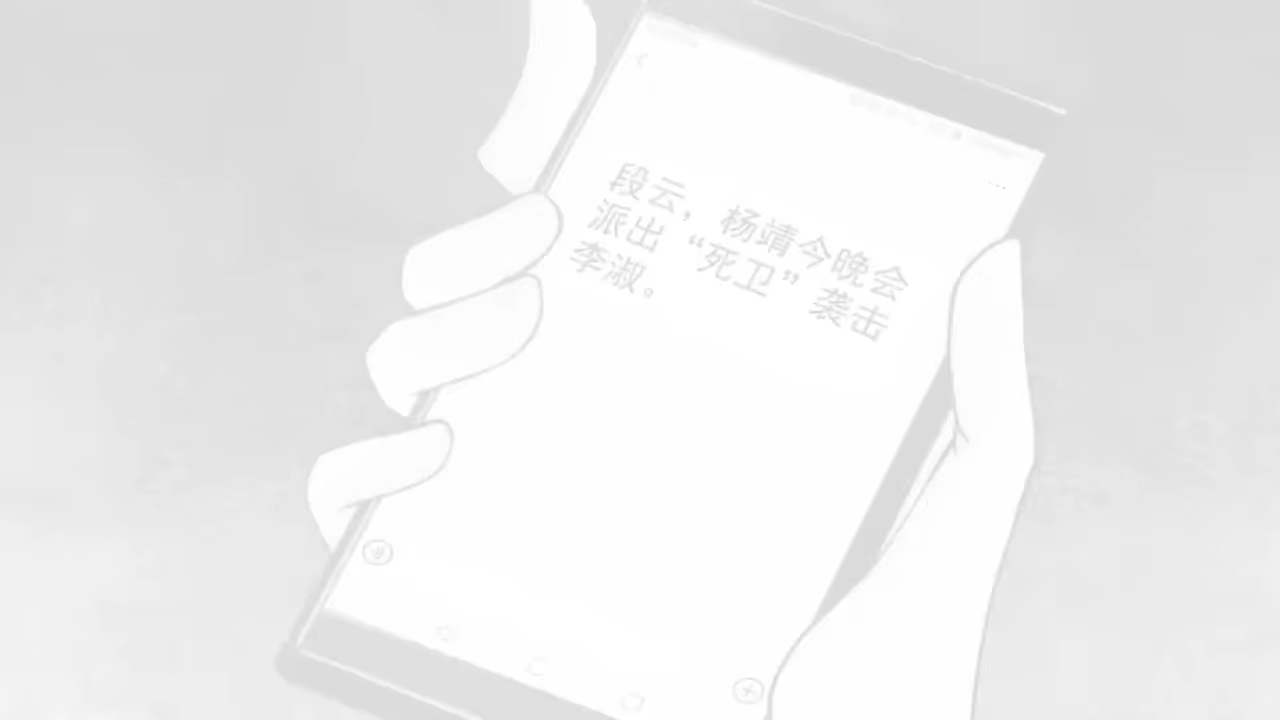 段云，杨靖今晚会
派出“死卫”袭击
李淑。